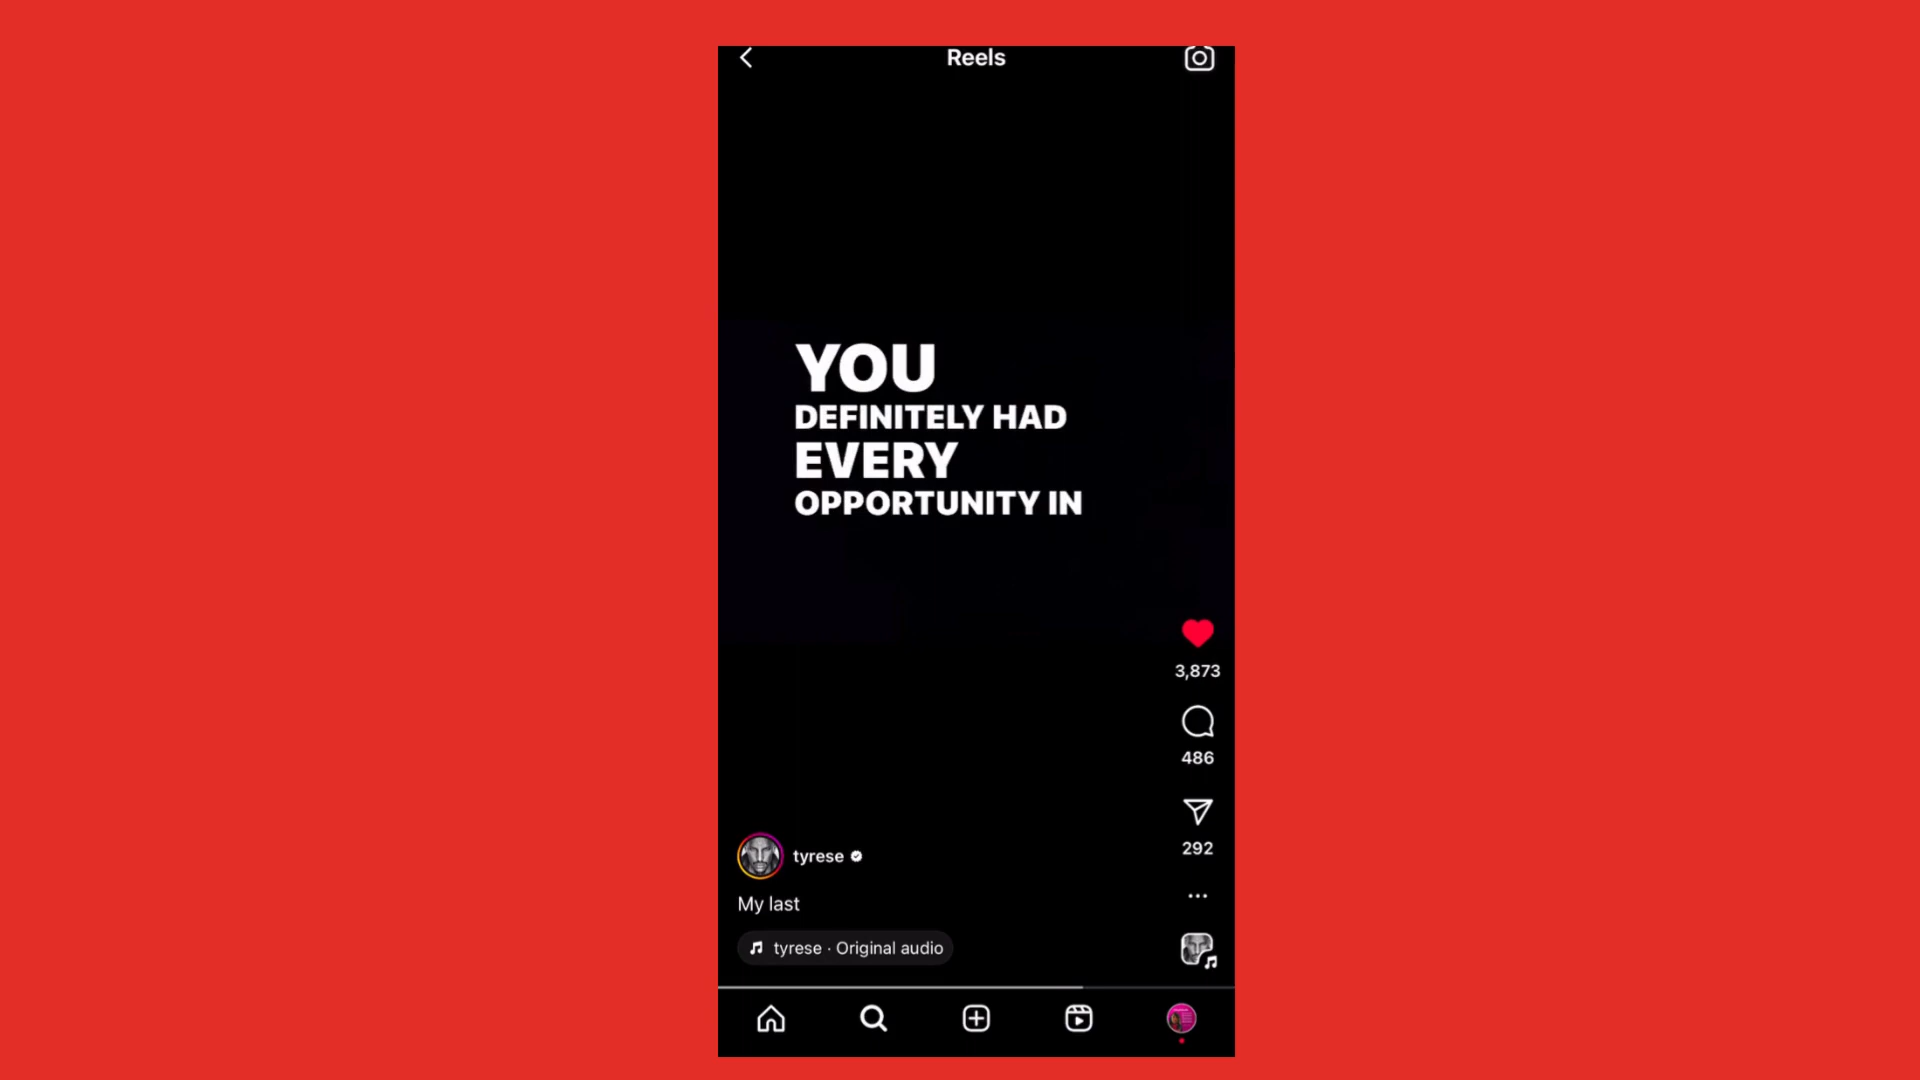 Reels
YOU
DEFINITELY HAD
EVERY
OPPORTUNITY IN
3,873
486
292
tyrese
My last
tyrese · Original audio